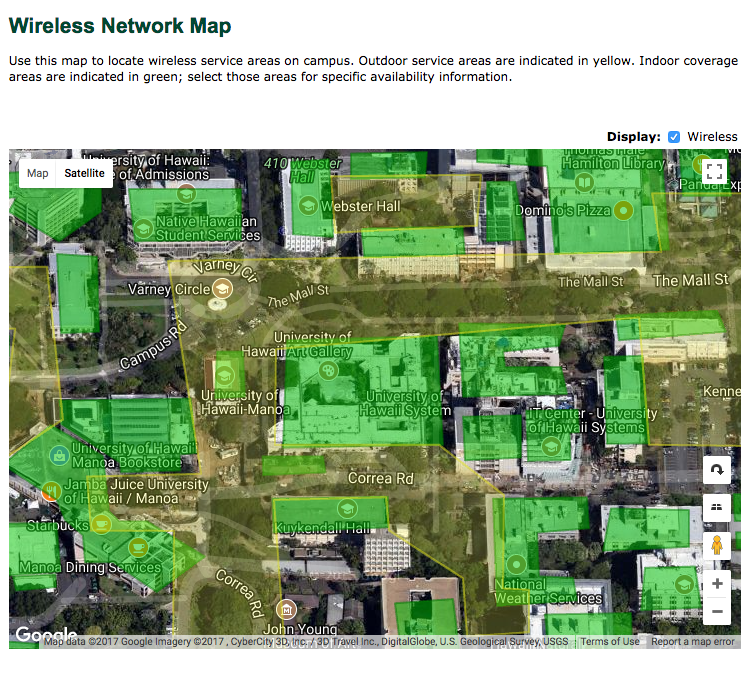 Wireless Network Map
Use this map to locate wireless service areas on campus. Outdoor service areas are indicated in yellow. Indoor coverage
areas are indicated in green; select those areas for specific availability information.
Display: Wireless
Map Satellite
ersity of Hawaii:
e of Admissions
410 Webster
Hall
Hamilton Library
Webster Hall
Domino's Pizza
Panda Exp
Native Hawaiian
Student Services
Varney Cir
Varney Circle
The Mall St
The Mall St
The Mall St
Campus Rd
University of
Hawaii Art Gallery
University of
Hawaii-Manoa
University of
Hawaii System
Kenne
IT Center - University
of Hawaii Systems
University of Hawaii
Manoa Bookstore
Jamba Juice University
of Hawaii / Manoa
Correa Rd
Starbucks
Kuykendall Hall
Manoa Dining Services
Correa Rd
National
Weather Services
John Young
Google
Map data ©2017 Google Imagery ©2017 , CyberCity 3D, Inc. / 3D Travel Inc., DigitalGlobe, U.S. Geological Survey, USGS
Terms of Use
Report a map error